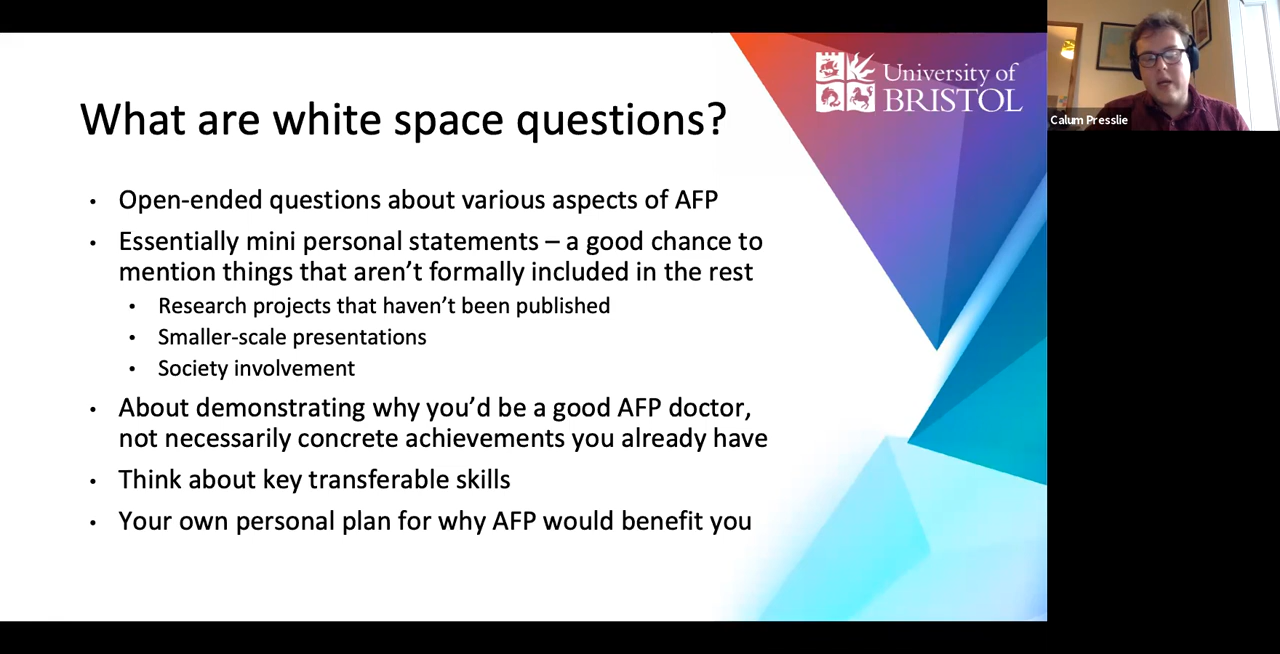 University of
BRISTOL
Calum Presslie
What are white space questions?
• Open-ended questions about various aspects of AFP
• Essentially mini personal statements – a good chance to
mention things that aren’t formally included in the rest
• Research projects that haven’t been published
• Smaller-scale presentations
• Society involvement
• About demonstrating why you’d be a good AFP doctor,
not necessarily concrete achievements you already have
• Think about key transferable skills
• Your own personal plan for why AFP would benefit you